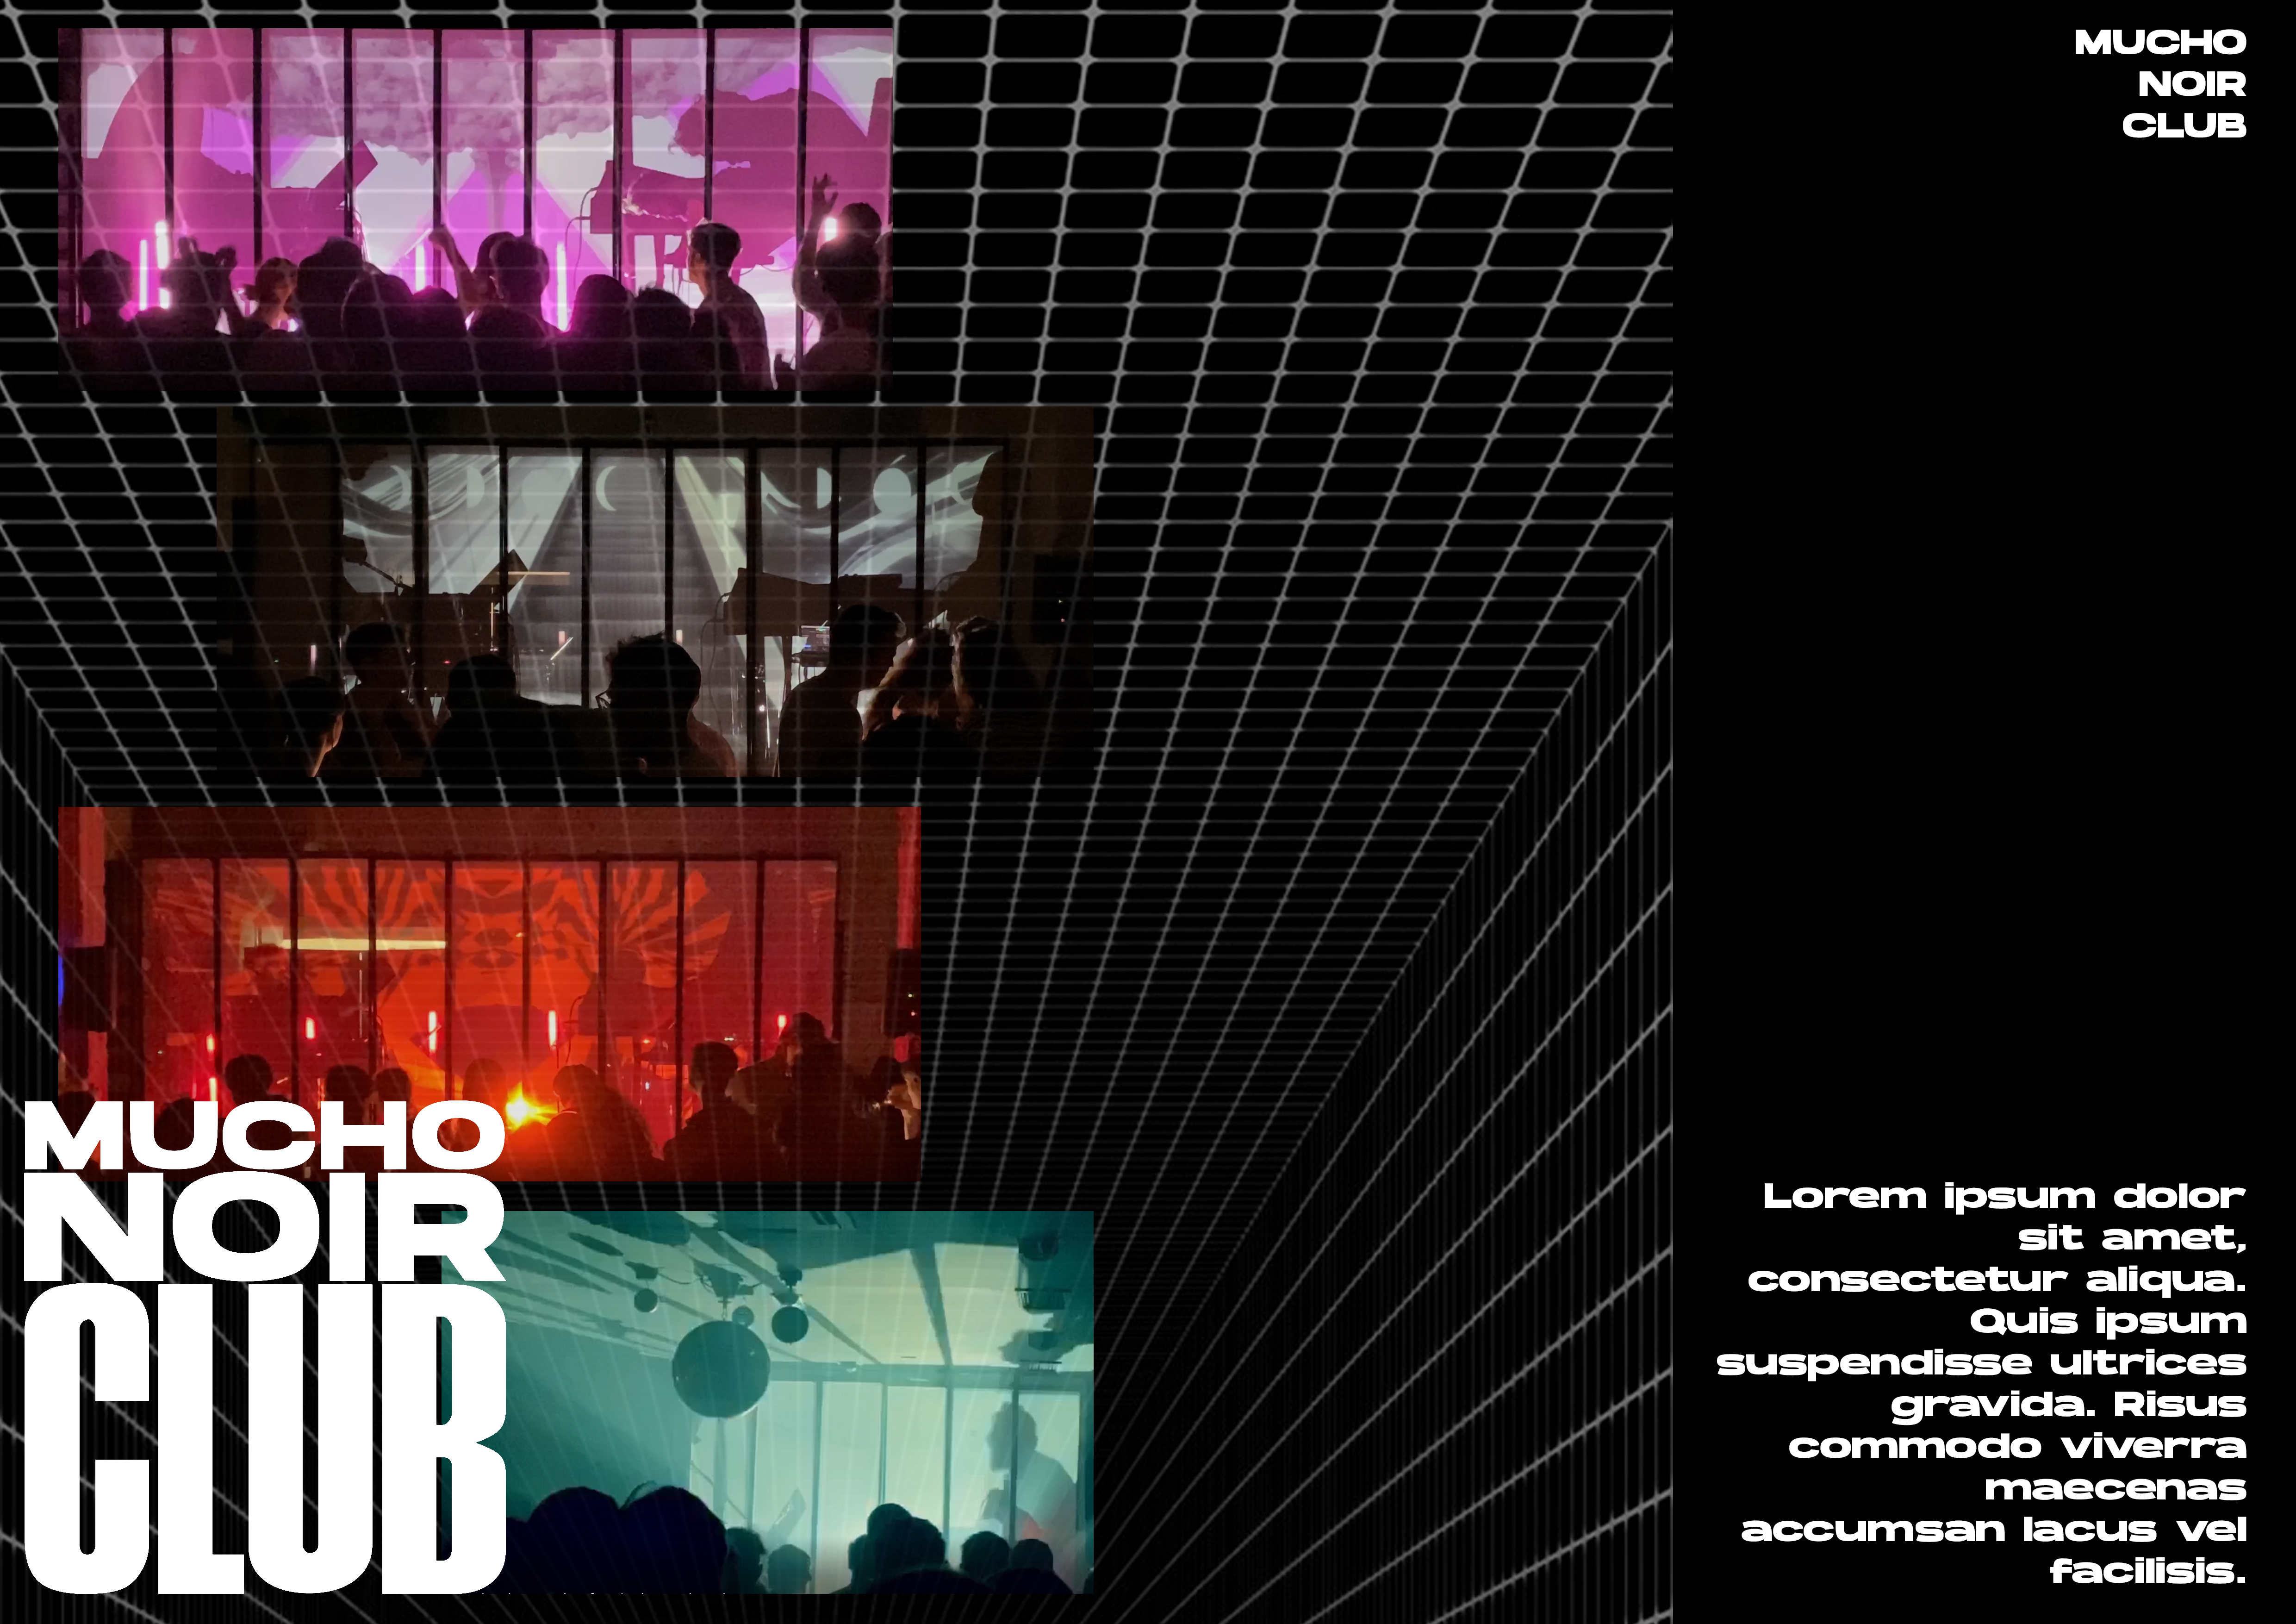 MUCHO
NOIR
CLUB
MUCHO
NOIR
CLUB
Lorem ipsum dolor
sit amet,
consectetur aliqua.
Quis ipsum
suspendisse ultrices
gravida. Risus
commodo viverra
maecenas
accumsan lacus vel
facilisis.